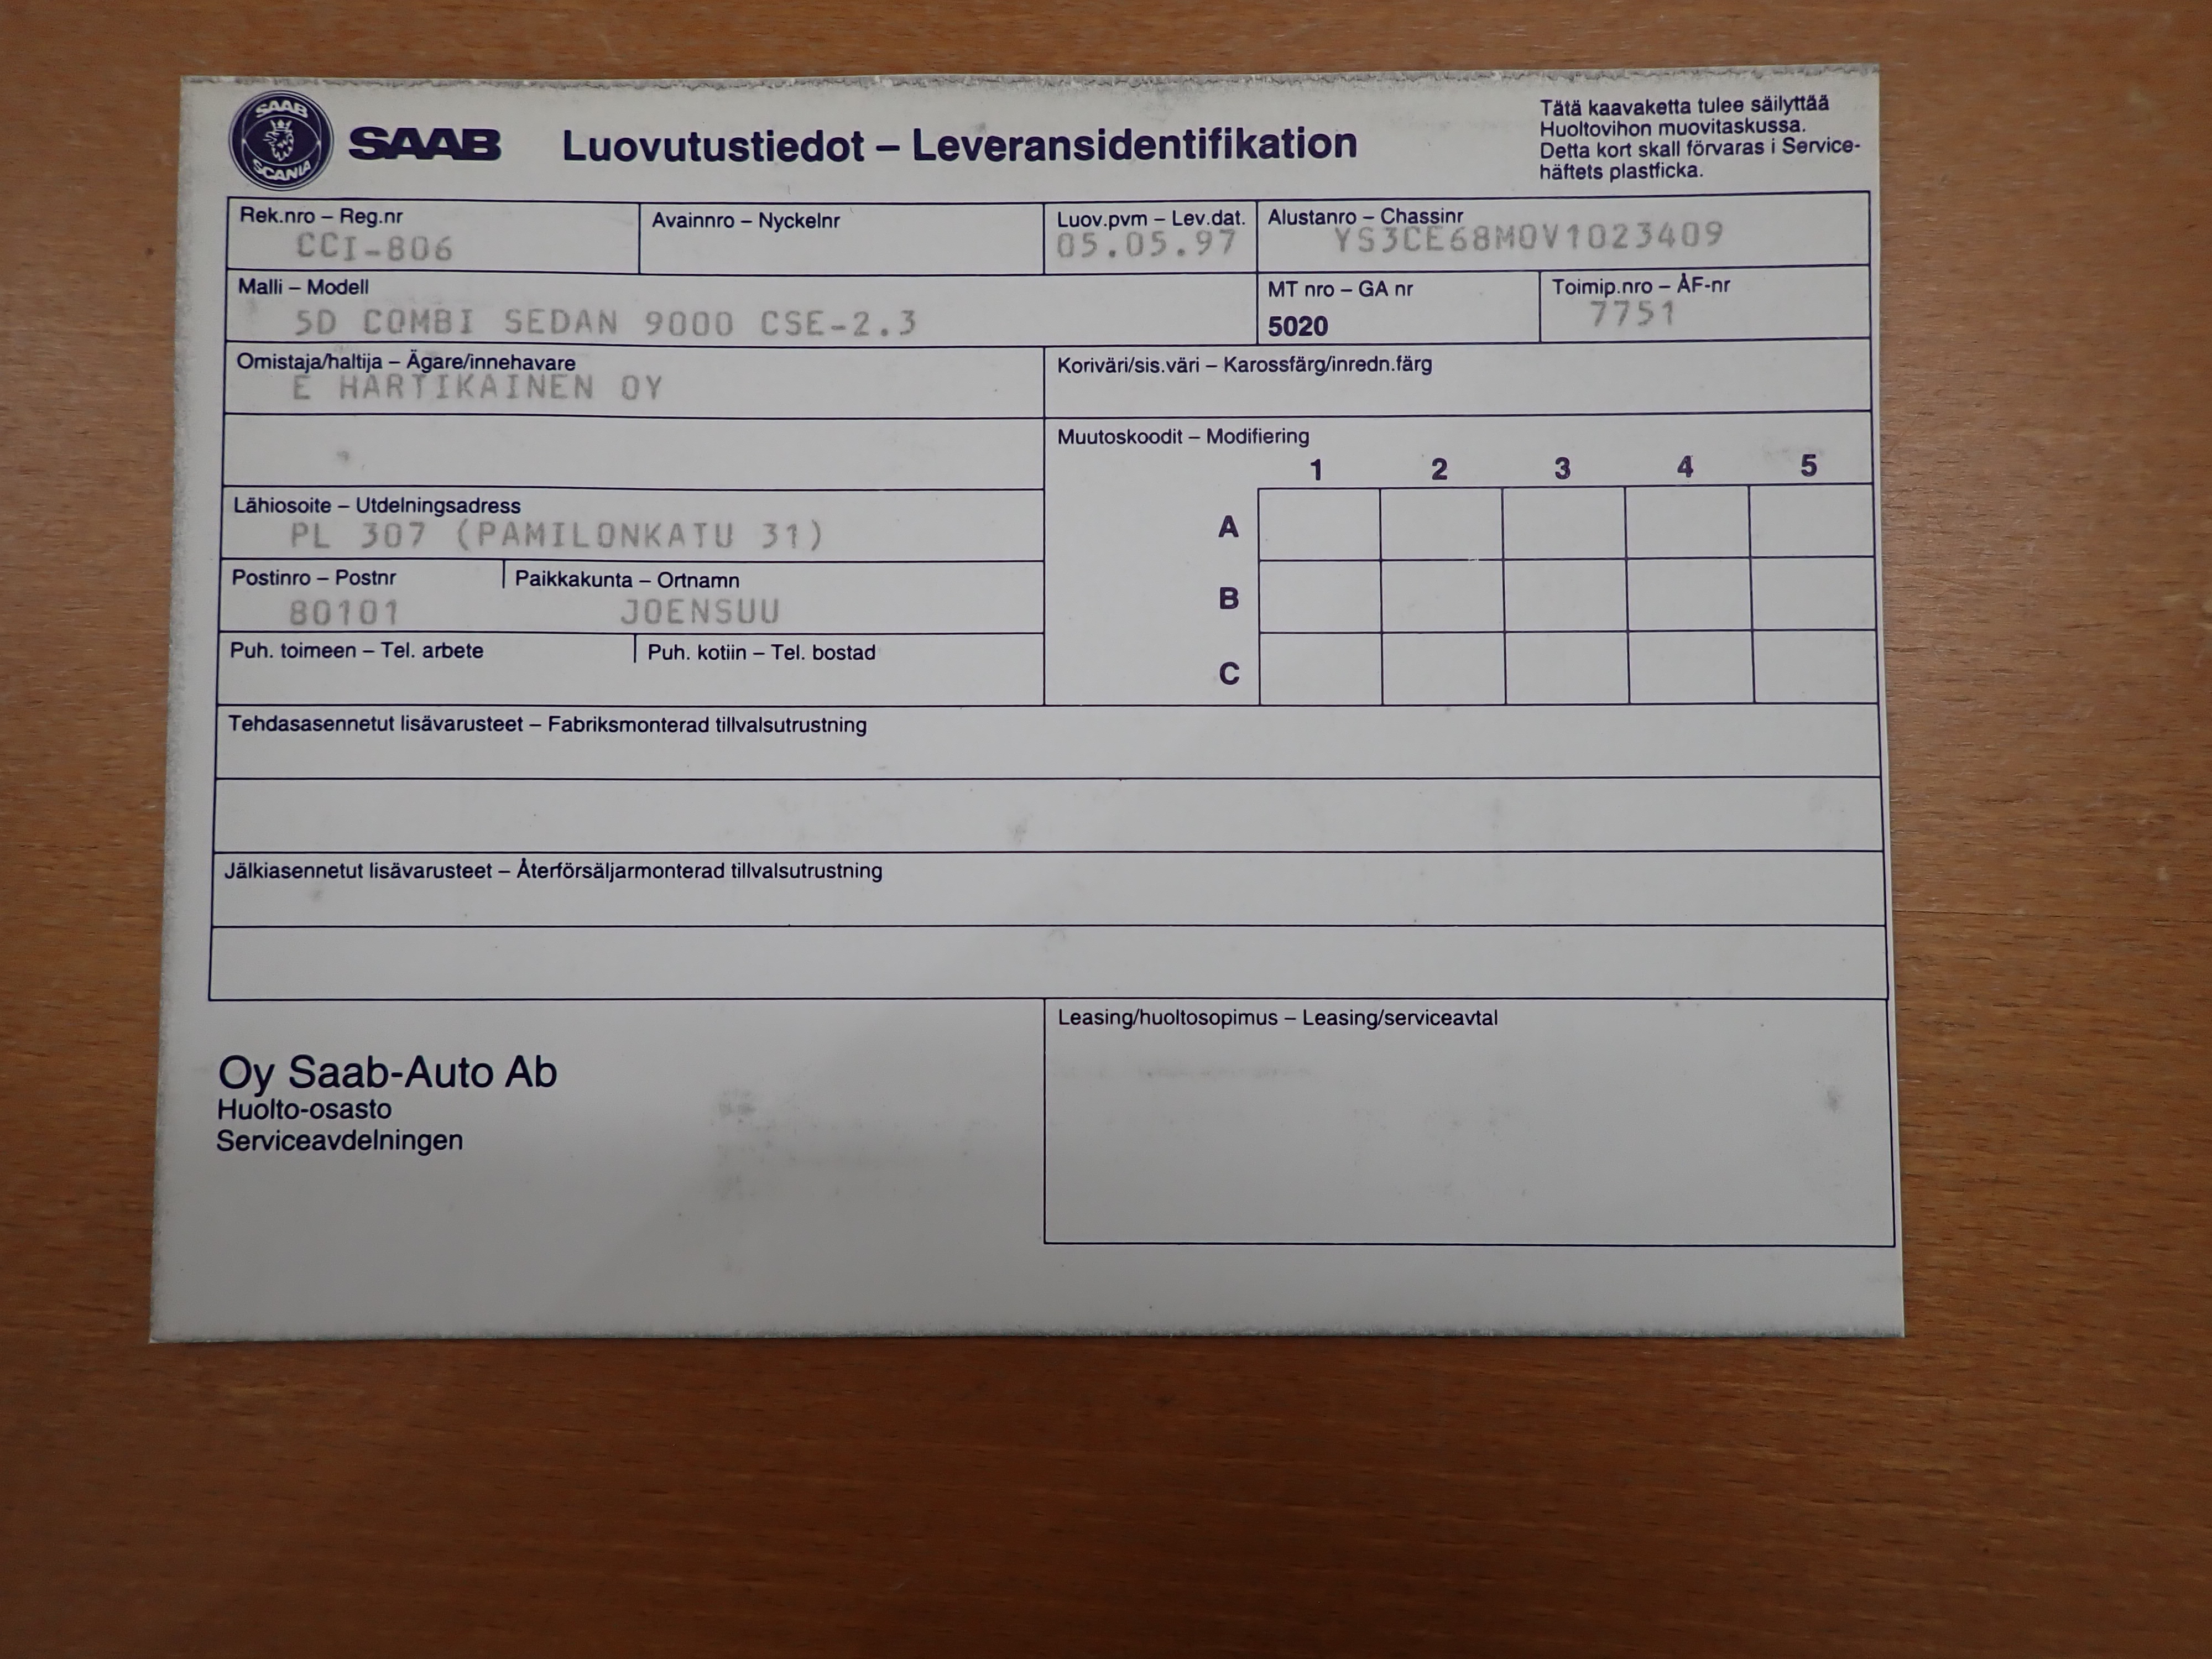 SAAB
SCANIA
SAAB
Luovutustiedot – Leveransidentifikation
Tätä kaavaketta tulee säilyttää
Huoltovihon muovitaskussa.
Detta kort skall förvaras i Service-
häftets plastficka.
Rek.nro – Reg.nr
CCI-806
Avainnro – Nyckelnr
Luov.pvm – Lev.dat.
05.05.97
Alustanro – Chassinr
YS3CE68M0V1023409
Malli – Modell
5D COMBI SEDAN 9000 CSE-2.3
MT nro – GA nr
5020
Toimip.nro – ÅF-nr
7751
Omistaja/haltija – Ägare/innehavare
E HARTIKAINEN OY
Koriväri/sis.väri – Karossfärg/inredn.färg
Muutoskoodit – Modifiering
1 2 3 4 5
A
B
C
Lähiosoite – Utdelningsadress
PL 307 (PAMILONKATU 31)
Postinro – Postnr
80101
Paikkakunta – Ortnamn
JOENSUU
Puh. toimeen – Tel. arbete
Puh. kotiin – Tel. bostad
Tehdasasennetut lisävarusteet – Fabriksmonterad tillvalsutrustning
Jälkiasennetut lisävarusteet – Återförsäljarmonterad tillvalsutrustning
Leasing/huoltosopimus – Leasing/serviceavtal
Oy Saab-Auto Ab
Huolto-osasto
Serviceavdelningen